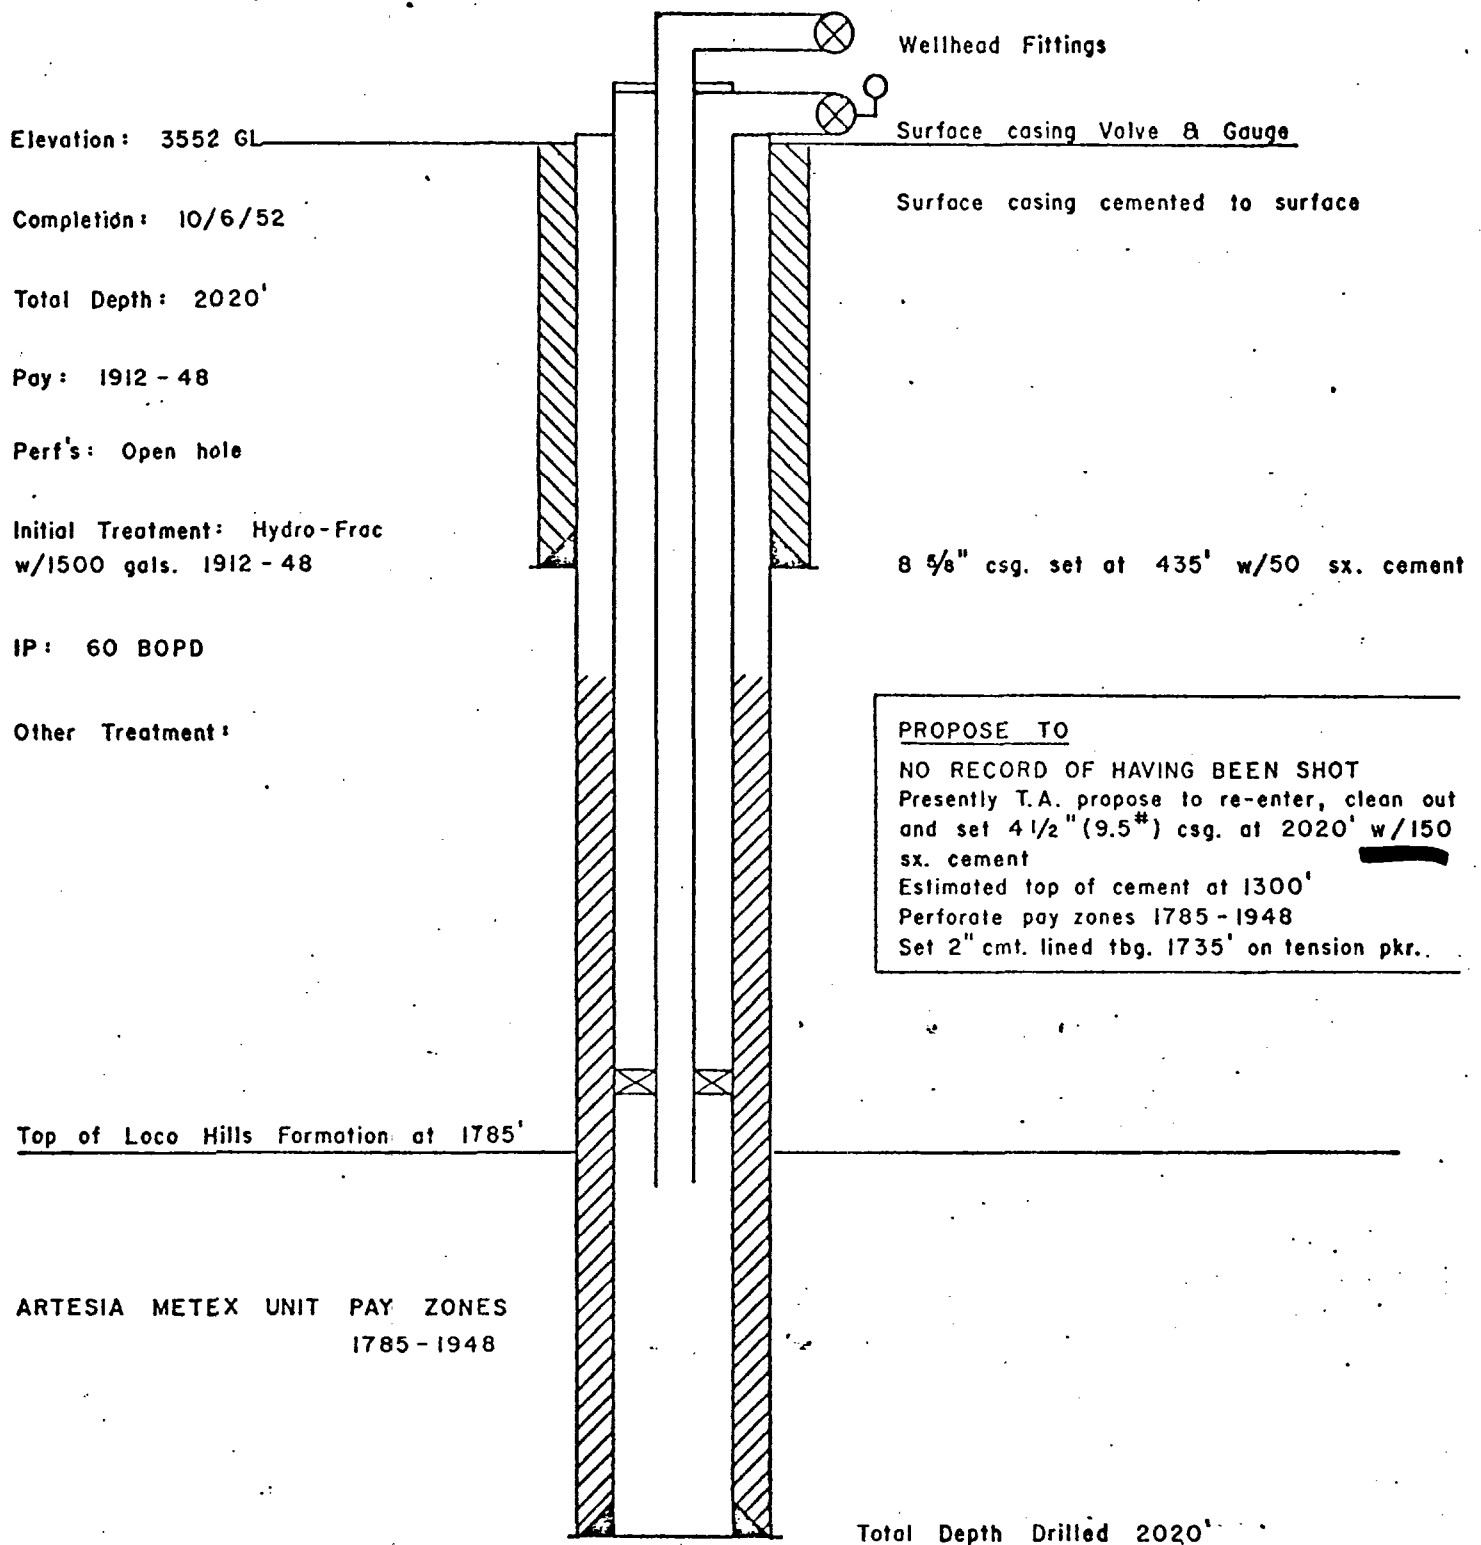 Wellhead Fittings
Elevation: 3552 GL
Surface casing Valve & Gauge
Surface casing cemented to surface
Completion: 10/6/52
Total Depth: 2020'
Pay: 1912-48
Perf's: Open hole
Initial Treatment: Hydro-Frac
w/1500 gals. 1912-48
8 5/8" csg. set at 435' w/50 sx. cement
IP: 60 BOPD
Other Treatment:
PROPOSE TO
NO RECORD OF HAVING BEEN SHOT
Presently T.A. propose to re-enter, clean out
and set 4 1/2" (9.5#) csg. at 2020' w/150
sx. cement
Estimated top of cement at 1300'
Perforate pay zones 1785-1948
Set 2" cmt. lined tbg. 1735' on tension pkr.
Top of Loco Hills Formation at 1785'
ARTESIA METEX UNIT PAY ZONES
1785-1948
Total Depth Drilled 2020'